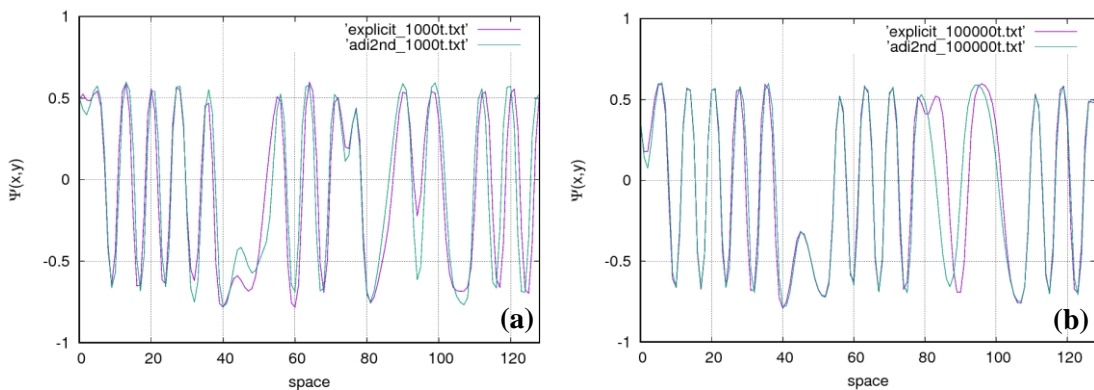 'explicit_1000t.txt'
'adi2nd_1000t.txt'
1
0.5
0
-0.5
-1
Ψ(x,y)
0 20 40 60 80 100 120
space
(a)
'explicit_100000t.txt'
'adi2nd_100000t.txt'
1
0.5
0
-0.5
-1
Ψ(x,y)
0 20 40 60 80 100 120
space
(b)